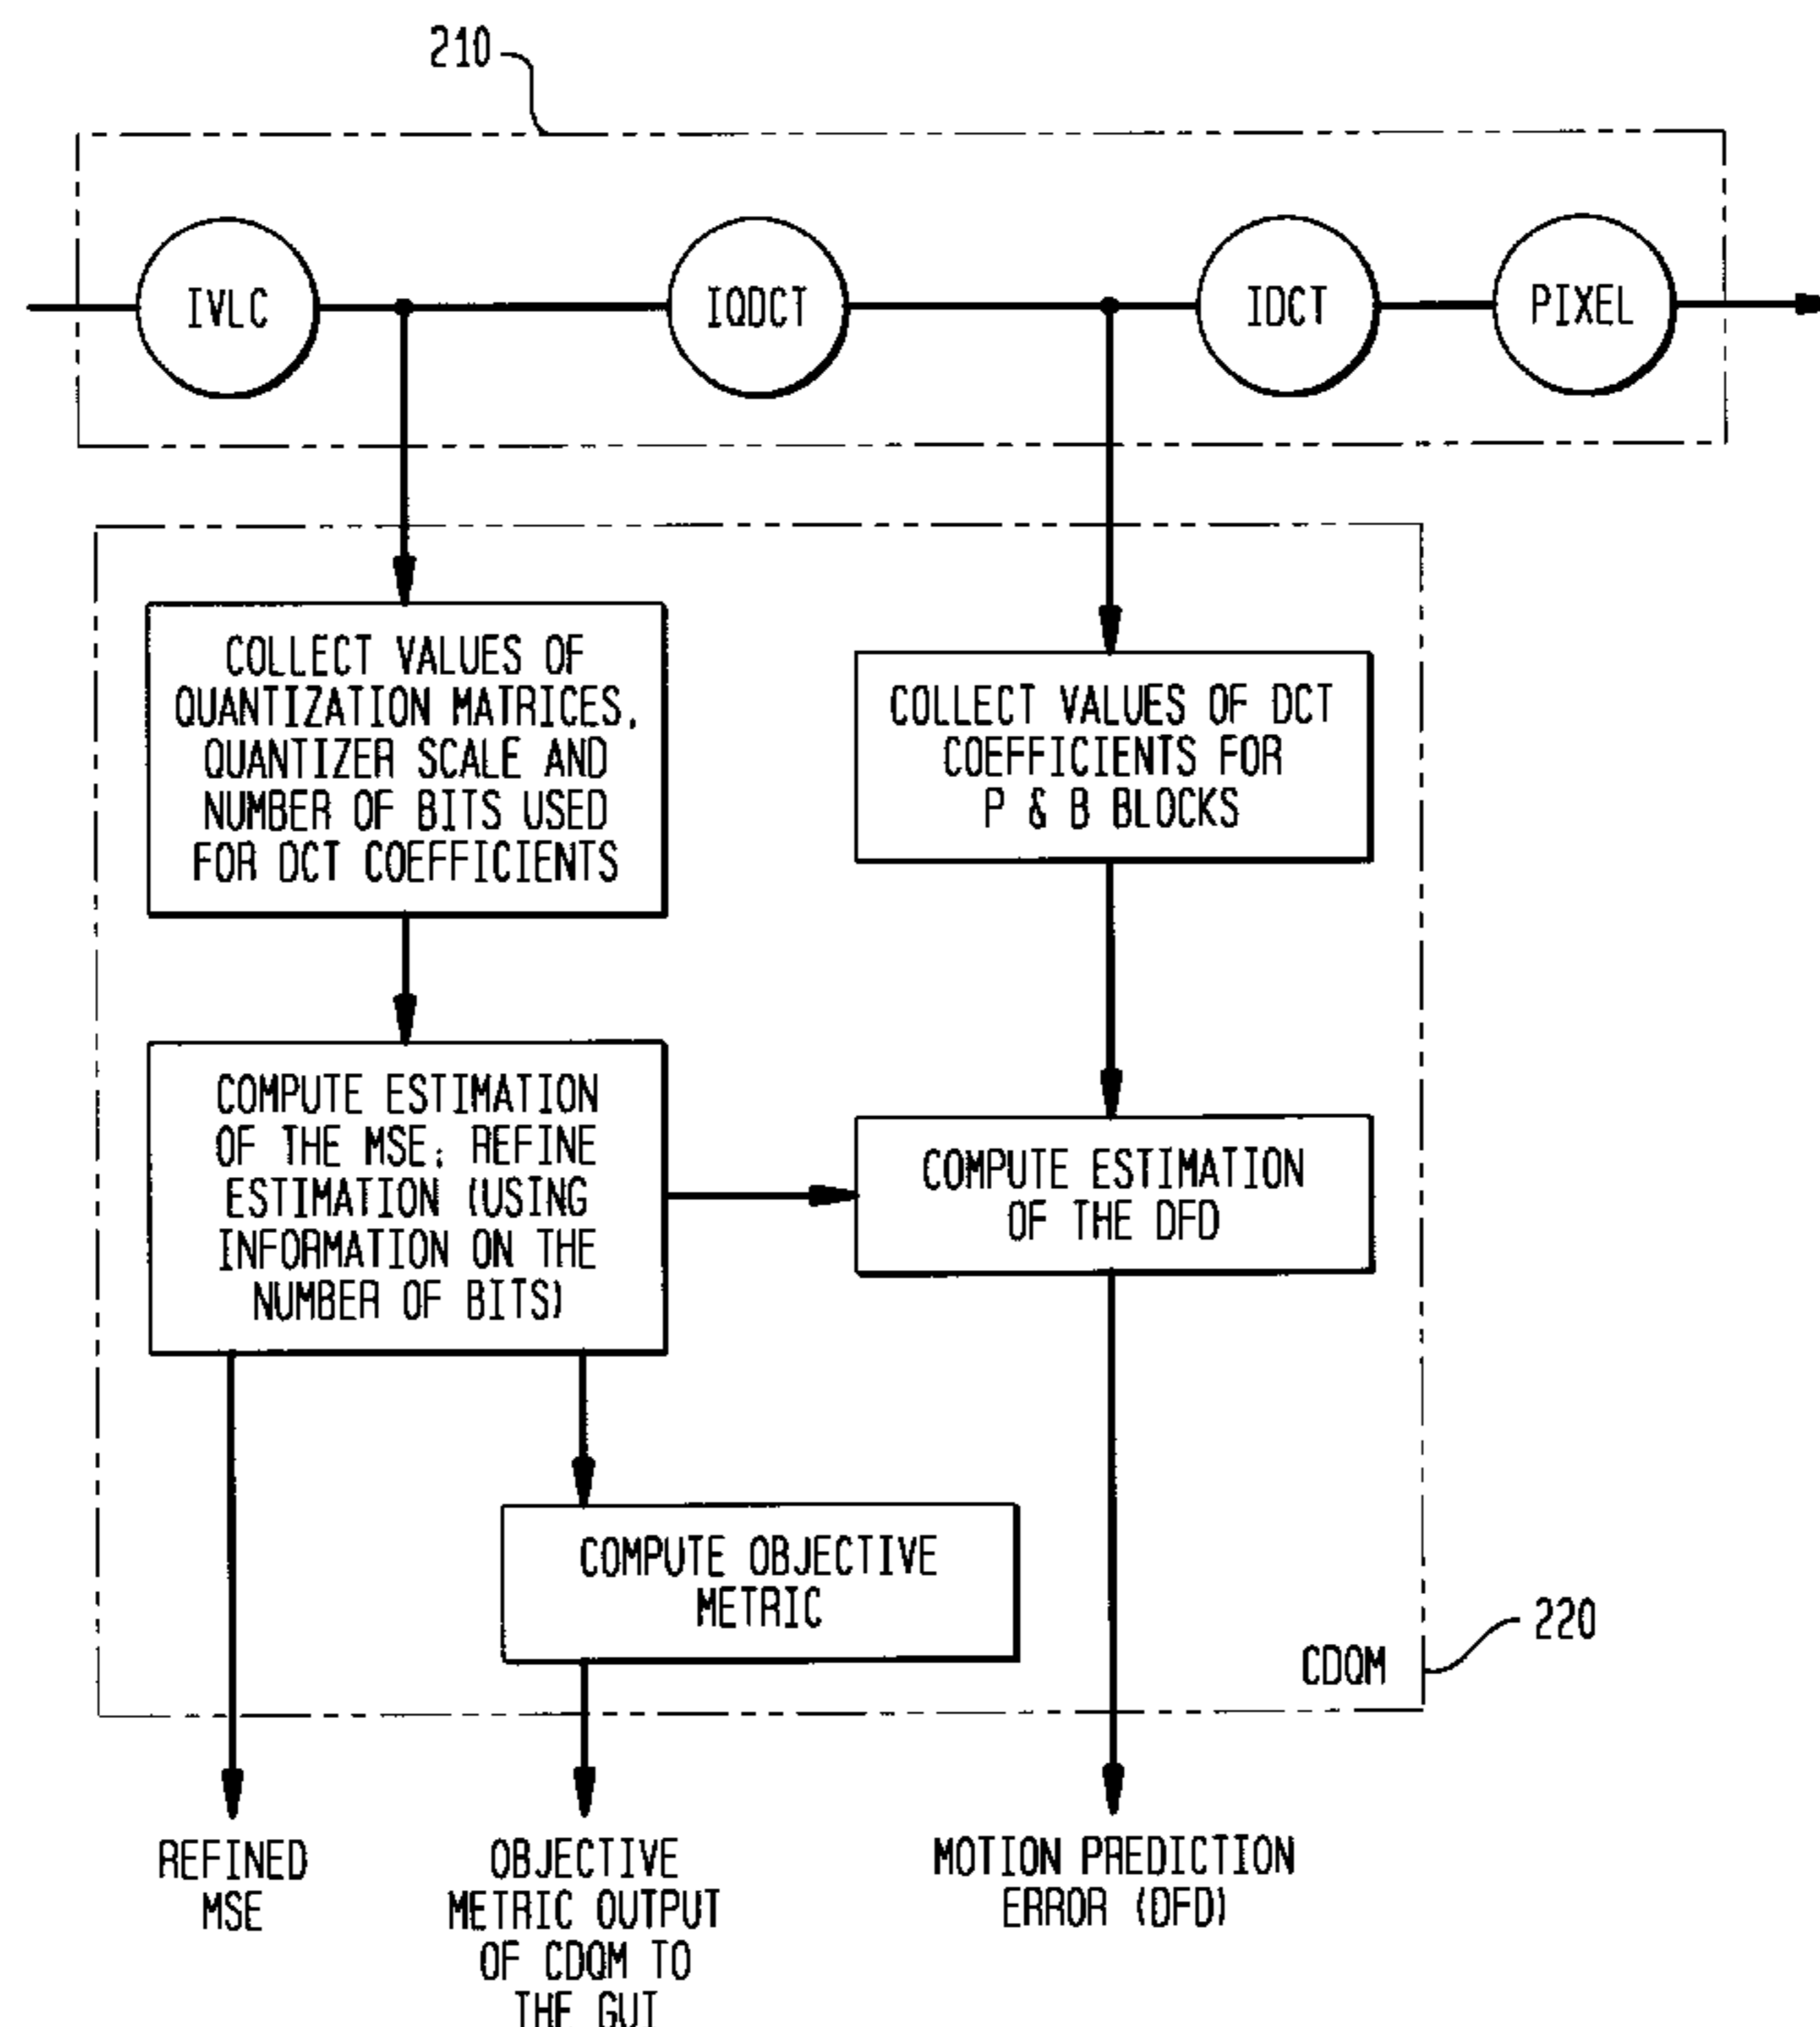 210
IVLC
IQDCT
IDCT
PIXEL
COLLECT VALUES OF
QUANTIZATION MATRICES,
QUANTIZER SCALE AND
NUMBER OF BITS USED
FOR DCT COEFFICIENTS
COLLECT VALUES OF DCT
COEFFICIENTS FOR
P & B BLOCKS
COMPUTE ESTIMATION
OF THE MSE; REFINE
ESTIMATION (USING
INFORMATION ON THE
NUMBER OF BITS)
COMPUTE ESTIMATION
OF THE DFD
COMPUTE OBJECTIVE
METRIC
CDQM
220
REFINED
MSE
OBJECTIVE
METRIC OUTPUT
OF CDQM TO
THE
MOTION PREDICTION
ERROR (DFD)